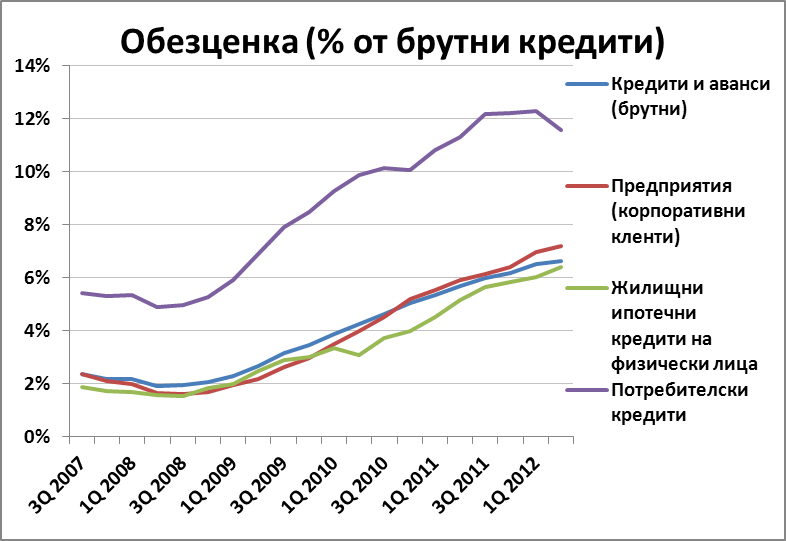 Обезценка (% от брутни кредити)
14%
12%
10%
8%
6%
4%
2%
0%
3Q 2007
1Q 2008
3Q 2008
1Q 2009
3Q 2009
1Q 2010
3Q 2010
1Q 2011
3Q 2011
1Q 2012
Кредити и аванси
(брутни)
Предприятия
(корпоративни
кленти)
Жилищни
ипотечни
кредити на
физически лица
Потребителски
кредити